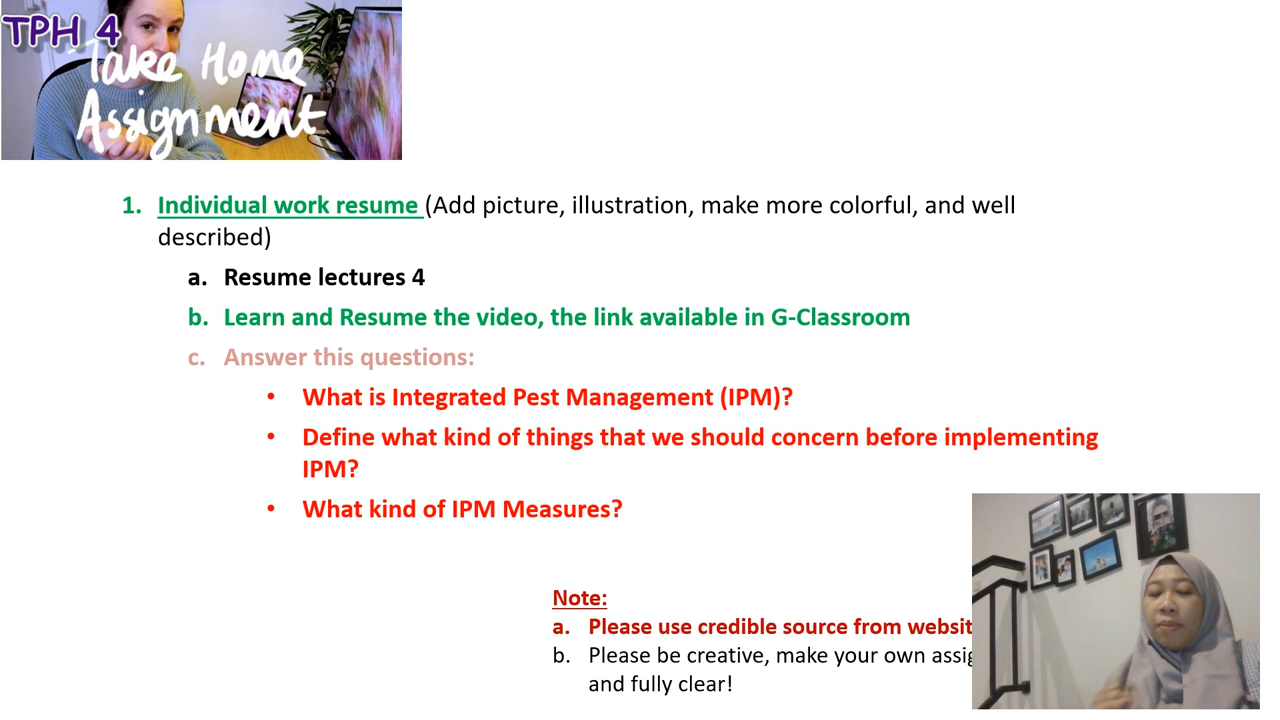 TPH 4
Take Home
Assignment
1. Individual work resume (Add picture, illustration, make more colorful, and well
described)
a. Resume lectures 4
b. Learn and Resume the video, the link available in G-Classroom
c. Answer this questions:
• What is Integrated Pest Management (IPM)?
• Define what kind of things that we should concern before implementing
IPM?
• What kind of IPM Measures?
Note:
a. Please use credible source from
b. Please be creative, make your own
and fully clear!